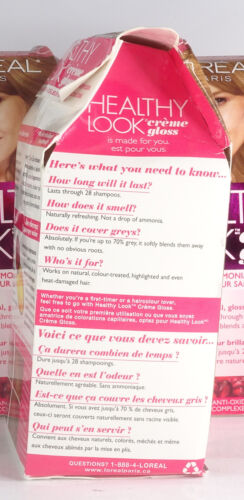 HEALTHY
LOOK crème
gloss
is made for you.
est pour vous.
Here's what you need to know...
How long will it last?
Lasts through 28 shampoos.
How does it smell?
Naturally refreshing. Not a drop of ammonia.
Does it cover greys?
Absolutely. If you're up to 70% grey, it softly blends them away
with no obvious roots.
Who's it for?
Works on natural, colour-treated, highlighted and even
heat-damaged hair.
Whether you're a first-timer or a haircolour lover,
feel free to go with Healthy Look™ Crème Gloss.
Que ce soit votre première utilisation ou que vous soyez
amatrice de colorations capillaires, optez pour Healthy Look™
Crème Gloss.
Voici ce que vous devez savoir...
Ça durera combien de temps ?
Dure jusqu'à 28 shampooings.
Quelle en est l'odeur ?
Naturellement agréable. Sans ammoniaque
Est-ce que ça couvre les cheveux gris ?
Absolument. Si vous avez jusqu'à 70 % de cheveux gris,
ceux-ci seront couverts naturellement sans racine visible.
Qui peut s'en servir ?
Convient aux cheveux naturels, colorés, méchés et même
aux cheveux abîmés par la mise en plis.
QUESTIONS? 1-888-4-LOREAL
www.lorealparis.ca
REAL
PARIS